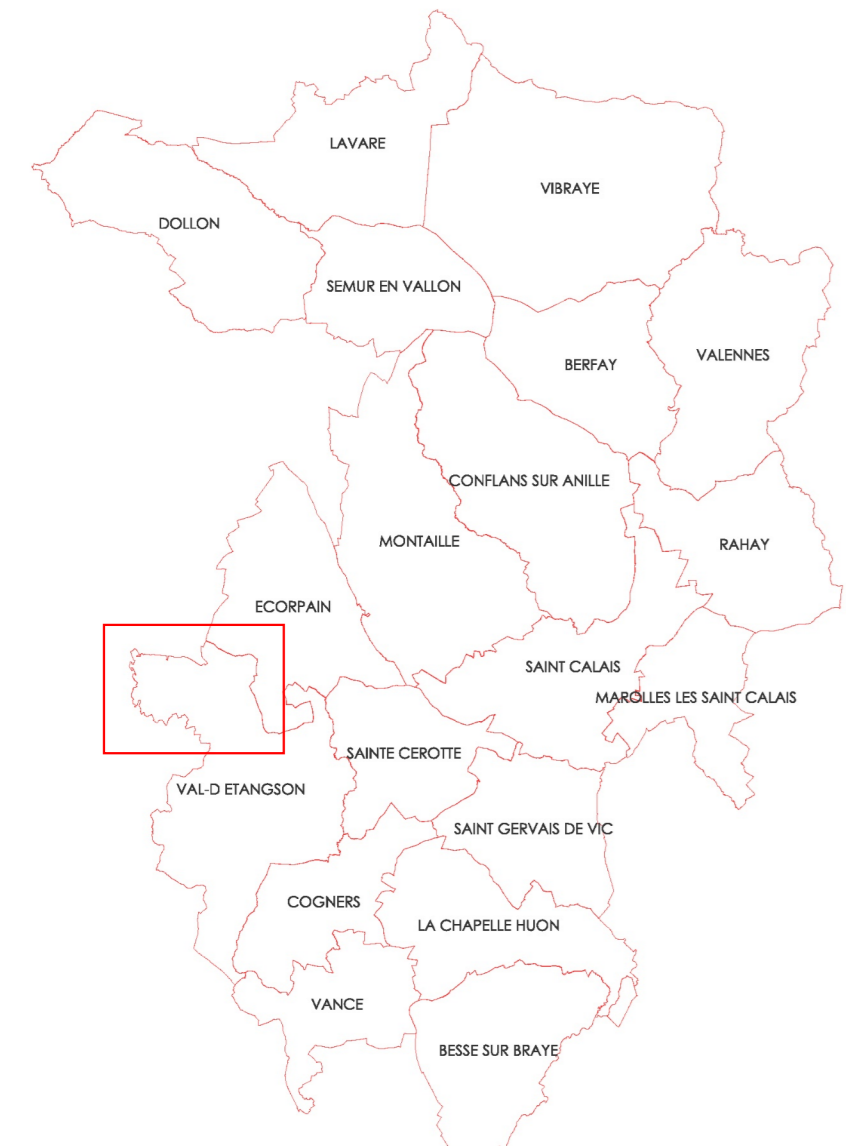 LAVARE
VIBRAYE
DOLLON
SEMUR EN VALLON
VALENNES
BERFAY
CONFLANS SUR ANILLE
MONTAILLE
RAHAY
ECORPAIN
SAINT CALAIS
MAROLLES LES SAINT CALAIS
SAINTE CEROTTE
VAL-D ETANGSON
SAINT GERVAIS DE VIC
COGNERS
LA CHAPELLE HUON
VANCE
BESSE SUR BRAYE